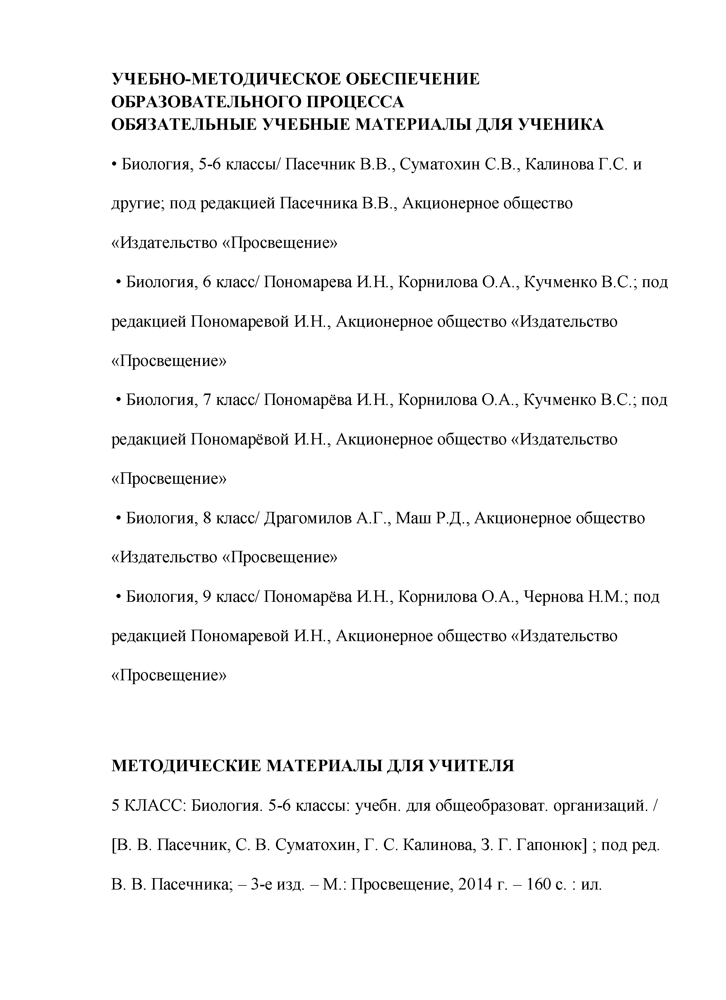 УЧЕБНО-МЕТОДИЧЕСКОЕ ОБЕСПЕЧЕНИЕ
ОБРАЗОВАТЕЛЬНОГО ПРОЦЕССА
ОБЯЗАТЕЛЬНЫЕ УЧЕБНЫЕ МАТЕРИАЛЫ ДЛЯ УЧЕНИКА
• Биология, 5-6 классы/ Пасечник В.В., Суматохин С.В., Калинова Г.С. и
другие; под редакцией Пасечника В.В., Акционерное общество
«Издательство «Просвещение»
• Биология, 6 класс/ Пономарева И.Н., Корнилова О.А., Кучменко В.С.; под
редакцией Пономаревой И.Н., Акционерное общество «Издательство
«Просвещение»
• Биология, 7 класс/ Пономарёва И.Н., Корнилова О.А., Кучменко В.С.; под
редакцией Пономарёвой И.Н., Акционерное общество «Издательство
«Просвещение»
• Биология, 8 класс/ Драгомилов А.Г., Маш Р.Д., Акционерное общество
«Издательство «Просвещение»
• Биология, 9 класс/ Пономарёва И.Н., Корнилова О.А., Чернова Н.М.; под
редакцией Пономаревой И.Н., Акционерное общество «Издательство
«Просвещение»
МЕТОДИЧЕСКИЕ МАТЕРИАЛЫ ДЛЯ УЧИТЕЛЯ
5 КЛАСС: Биология. 5-6 классы: учебн. для общеобразоват. организаций. /
[В. В. Пасечник, С. В. Суматохин, Г. С. Калинова, З. Г. Гапонюк] ; под ред.
В. В. Пасечника; – 3-е изд. – М.: Просвещение, 2014 г. – 160 с. : ил.